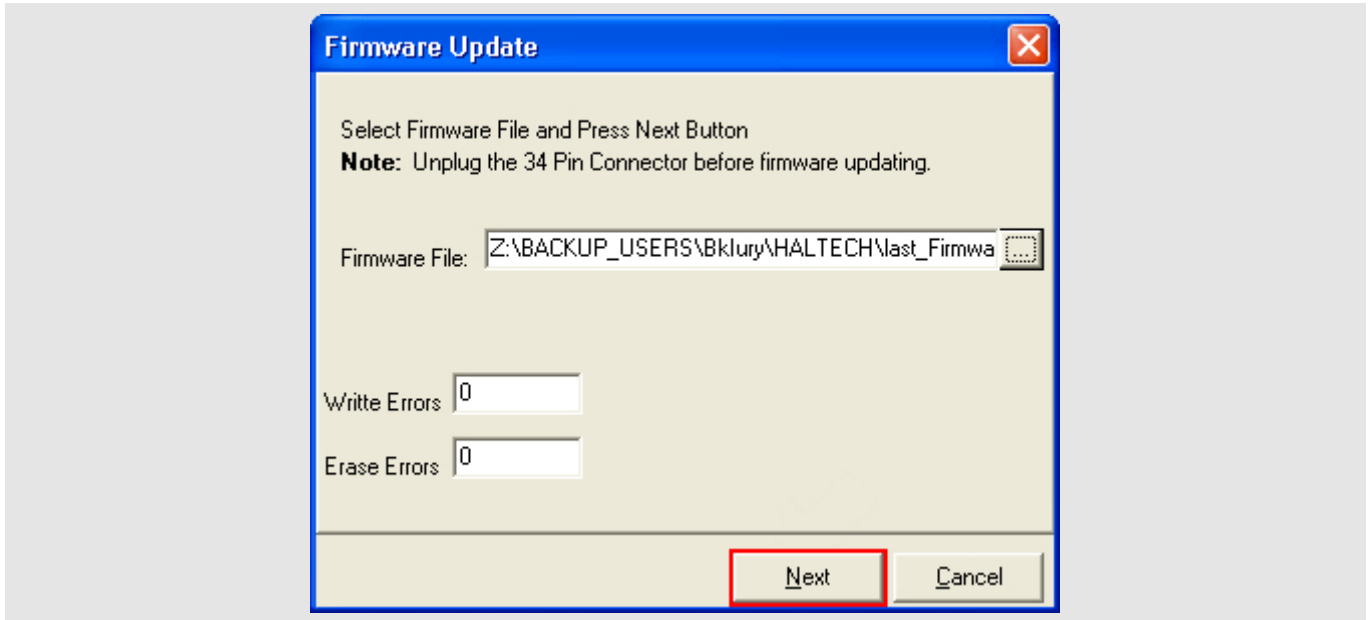 Firmware Update
Select Firmware File and Press Next Button
Note: Unplug the 34 Pin Connector before firmware updating.
Firmware File: Z:\BACKUP_USERS\Bklury\HALTECH\last_Firmwa ...
Writte Errors 0
Erase Errors 0
Next Cancel